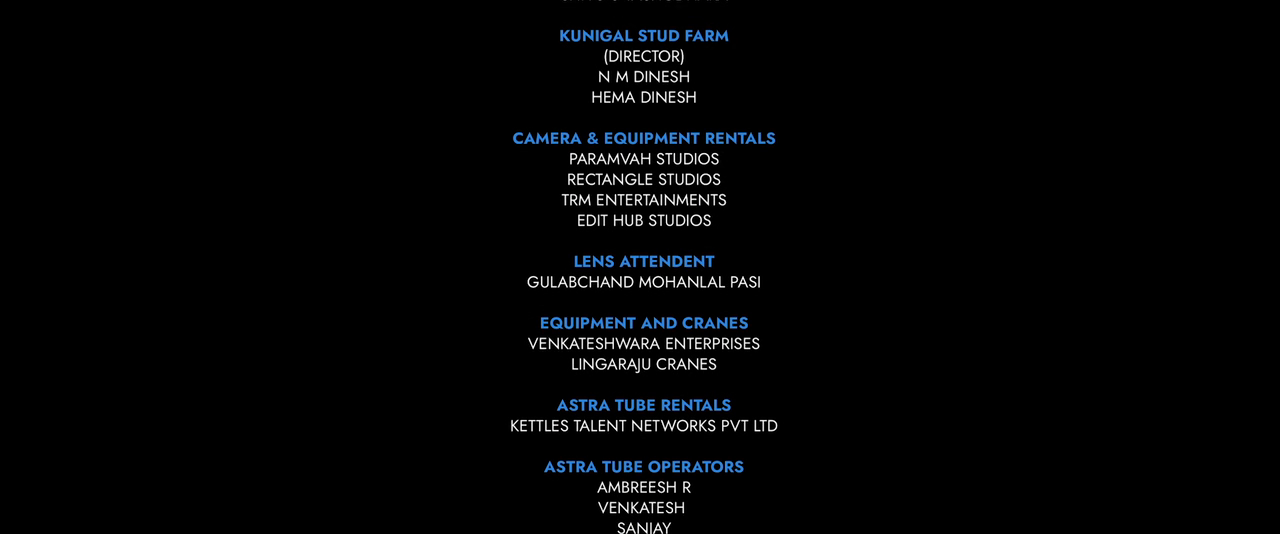 KUNIGAL STUD FARM
(DIRECTOR)
N M DINESH
HEMA DINESH
CAMERA & EQUIPMENT RENTALS
PARAMVAH STUDIOS
RECTANGLE STUDIOS
TRM ENTERTAINMENTS
EDIT HUB STUDIOS
LENS ATTENDENT
GULABCHAND MOHANLAL PASI
EQUIPMENT AND CRANES
VENKATESHWARA ENTERPRISES
LINGARAJU CRANES
ASTRA TUBE RENTALS
KETTLES TALENT NETWORKS PVT LTD
ASTRA TUBE OPERATORS
AMBREESH R
VENKATESH
SANJAY